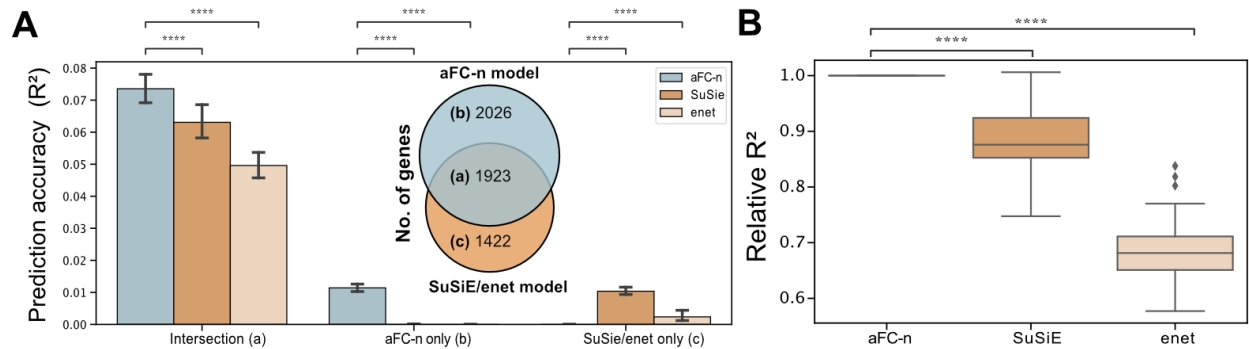 A
****
****
****
****
****
****
Prediction accuracy (R²)
0.08
0.07
0.06
0.05
0.04
0.03
0.02
0.01
0.00
Intersection (a)
aFC-n only (b)
SuSie/enet only (c)
aFC-n
SuSie
enet
No. of genes
aFC-n model
(b) 2026
(a) 1923
(c) 1422
SuSiE/enet model
B
****
****
Relative R²
1.0
0.9
0.8
0.7
0.6
aFC-n
SuSiE
enet